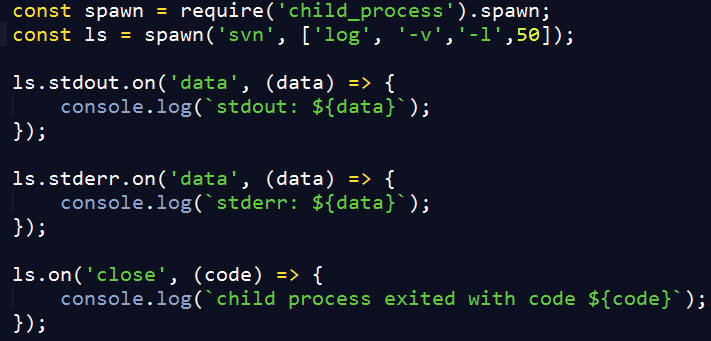 const spawn = require('child_process').spawn;
const ls = spawn('svn', ['log', '-v','-l',50]);
ls.stdout.on('data', (data) => {
console.log(`stdout: ${data}`);
});
ls.stderr.on('data', (data) => {
console.log(`stderr: ${data}`);
});
ls.on('close', (code) => {
console.log(`child process exited with code ${code}`);
});